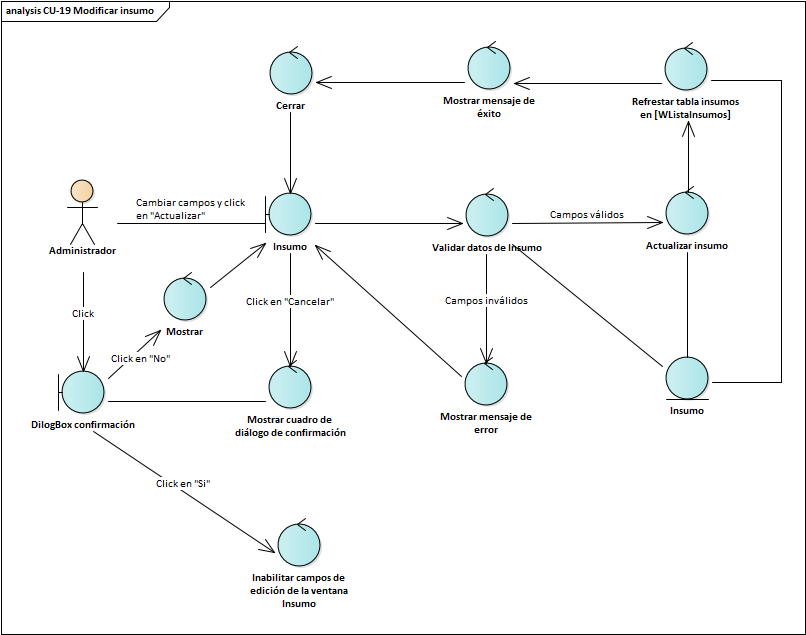 analysis CU-19 Modificar insumo
Cerrar
Mostrar mensaje de
éxito
Refrestar tabla insumos
en [WListaInsumos]
Administrador
Cambiar campos y click
en "Actualizar"
Insumo
Validar datos de Insumo
Campos válidos
Actualizar insumo
Click
Mostrar
Click en "Cancelar"
Campos inválidos
Click en "No"
DilogBox confirmación
Mostrar cuadro de
diálogo de confirmación
Mostrar mensaje de
error
Insumo
Click en "Si"
Inabilitar campos de
edición de la ventana
Insumo